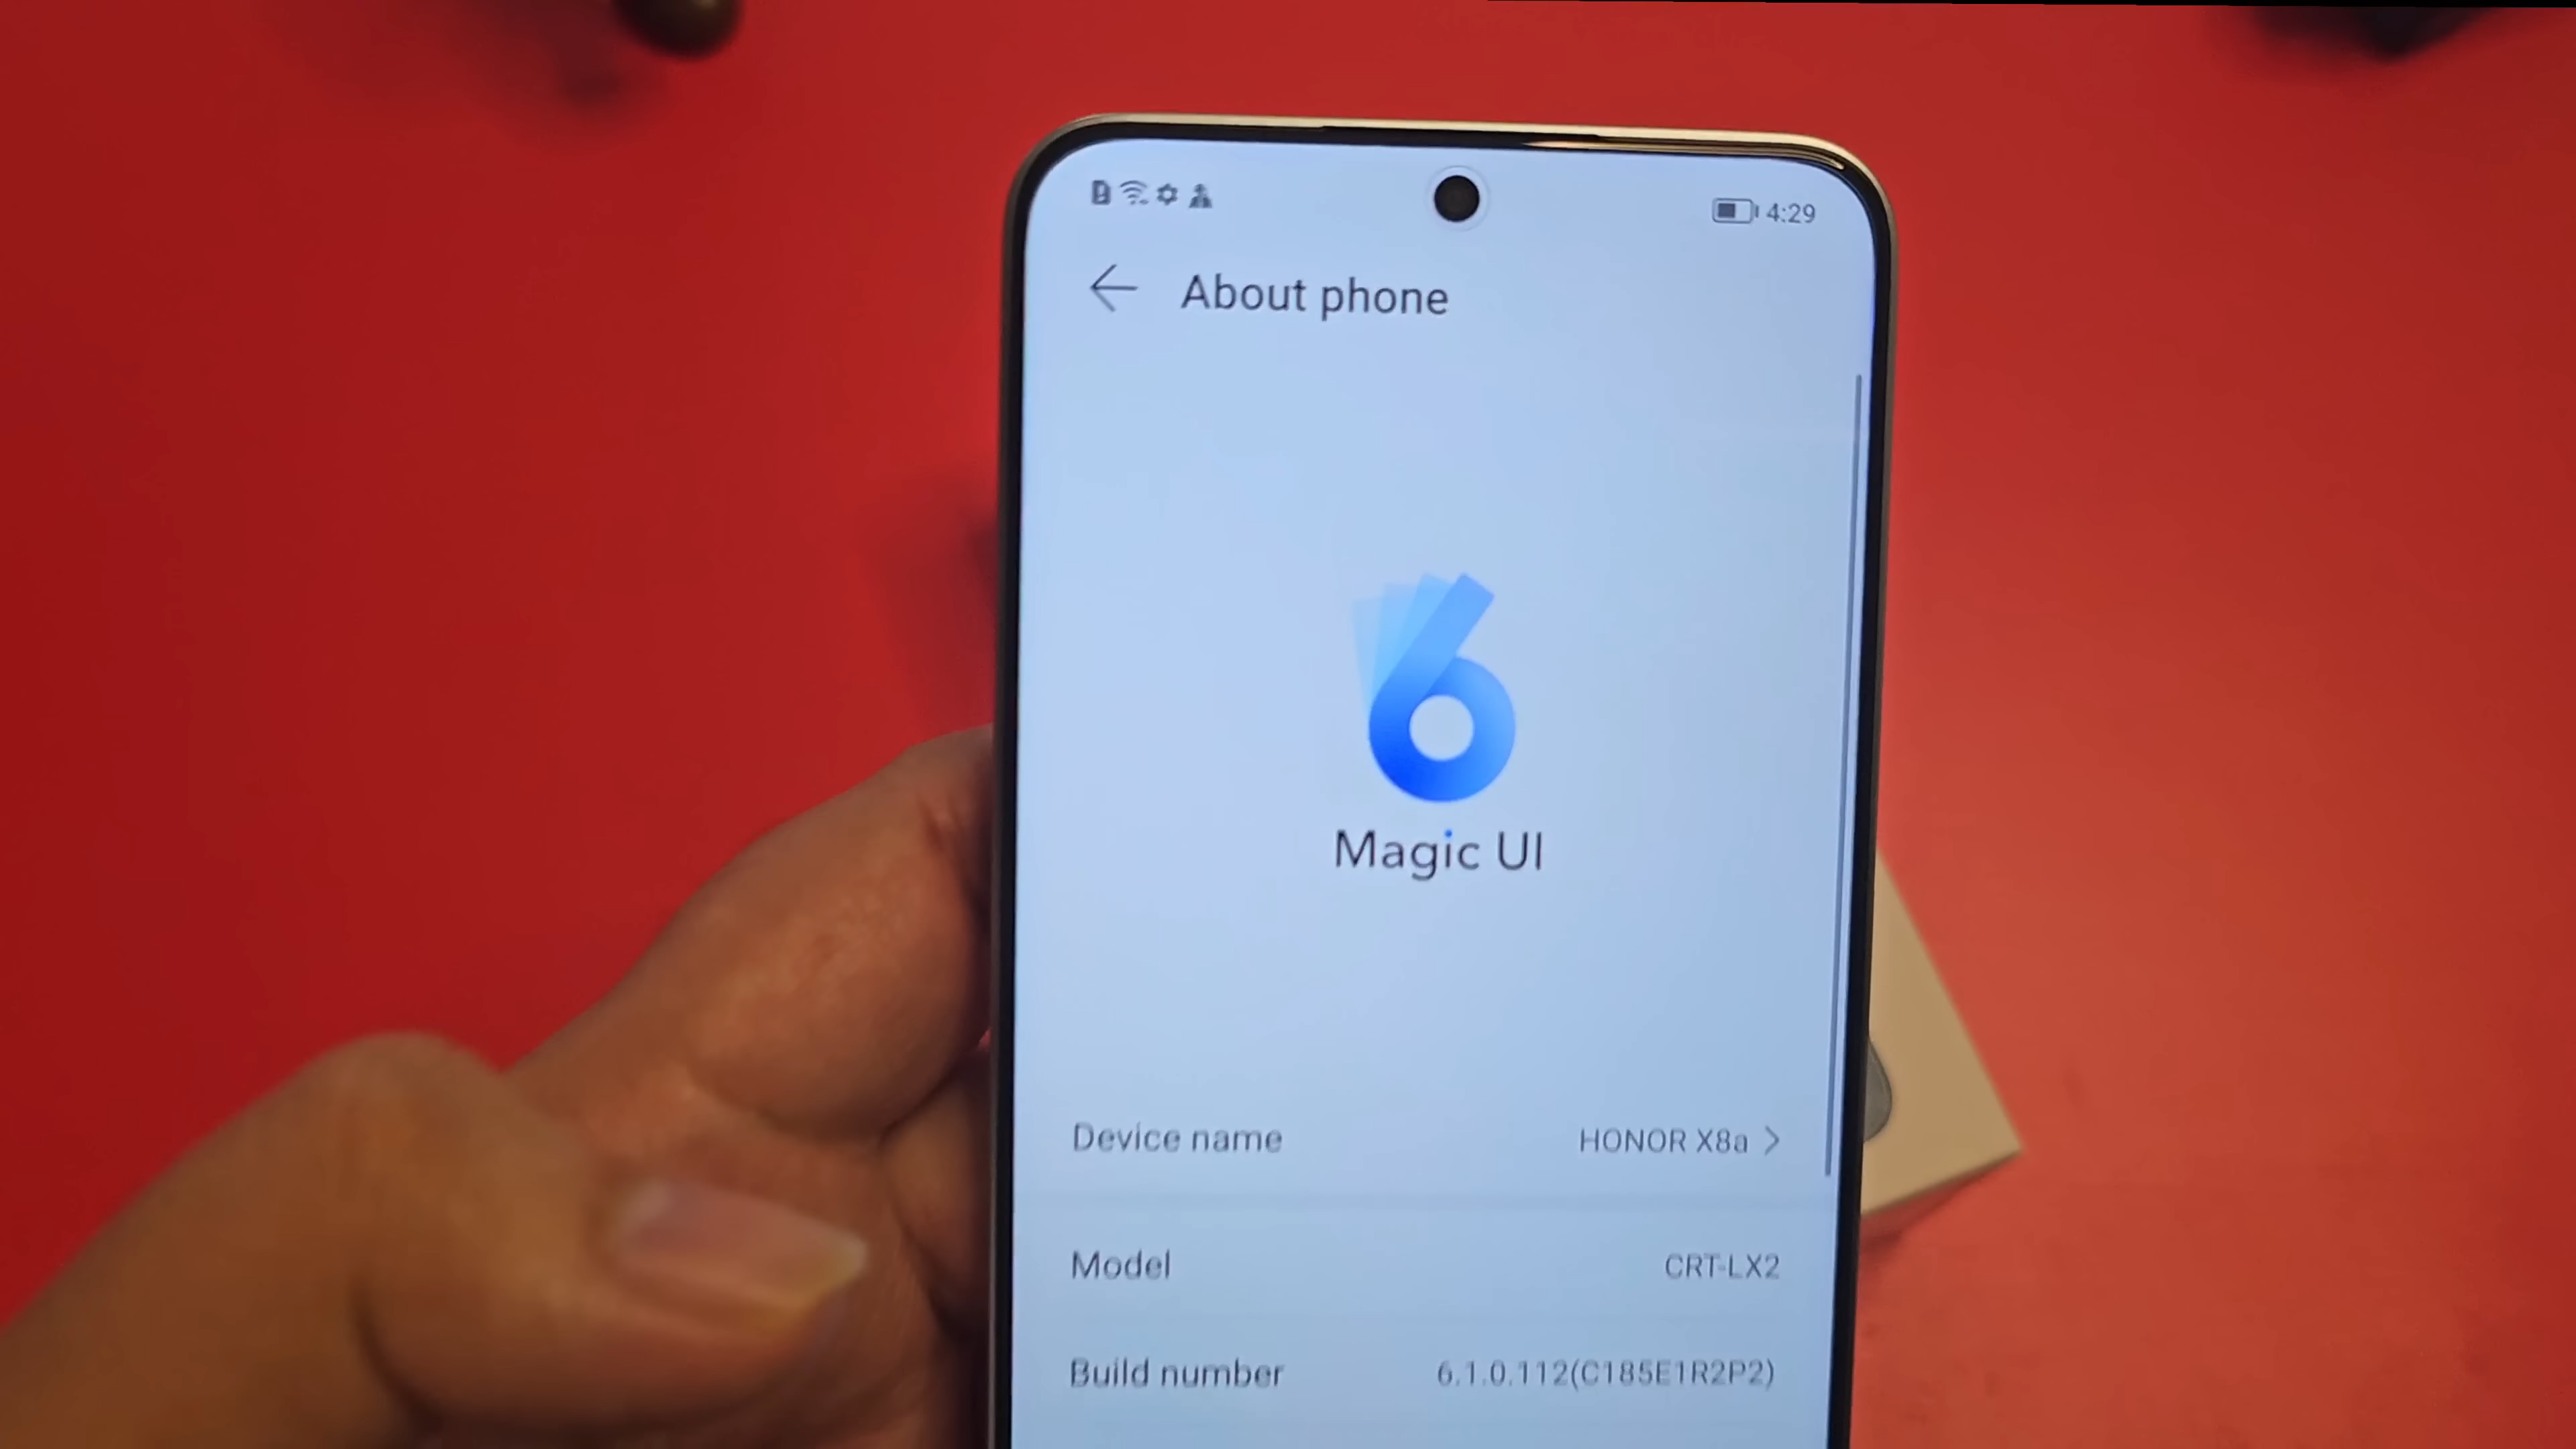 4:29
About phone
6
Magic UI
Device name HONOR X8a
Model CRT-LX2
Build number 6.1.0.112(C185E1R2P2)